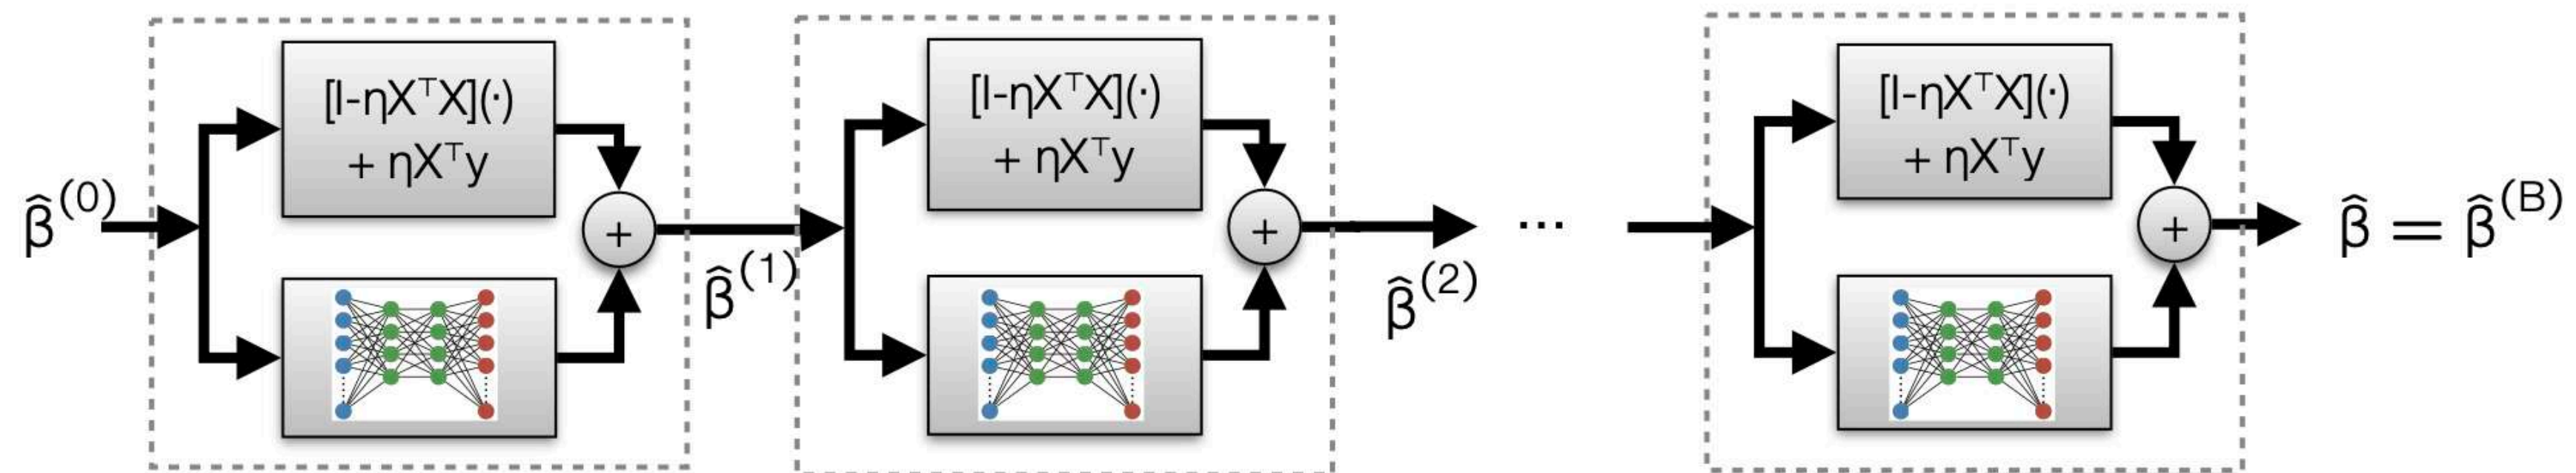 β̂⁽⁰⁾
[I-ηXᵀX](·)
+ ηXᵀy
+
β̂⁽¹⁾
[I-ηXᵀX](·)
+ ηXᵀy
+
β̂⁽²⁾
...
[I-ηXᵀX](·)
+ ηXᵀy
+
β̂ = β̂⁽ᴮ⁾